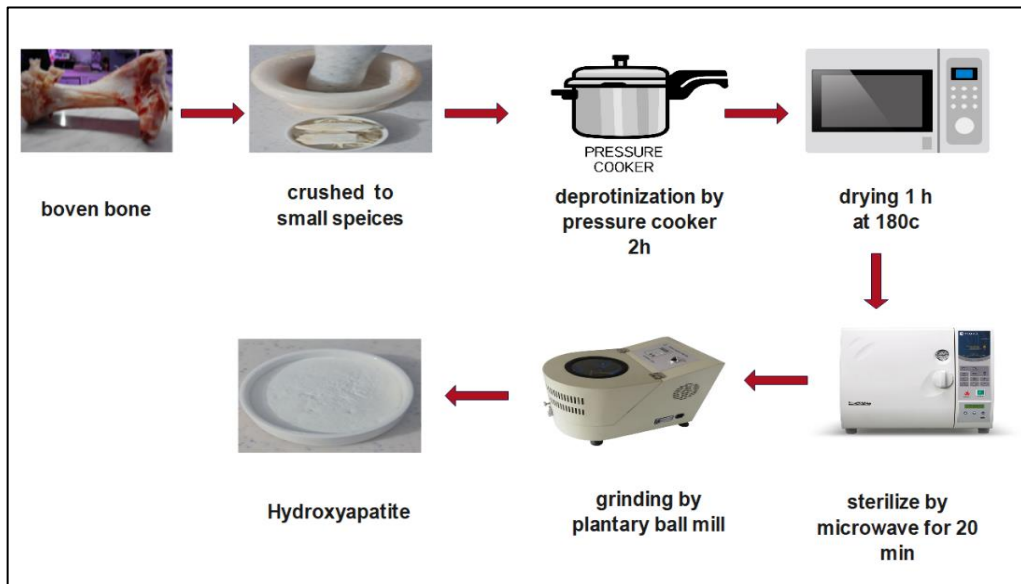 boven bone
crushed to
small speices
PRESSURE
COOKER
deprotinization by
pressure cooker
2h
drying 1 h
at 180c
Hydroxyapatite
grinding by
plantary ball mill
sterilize by
microwave for 20
min